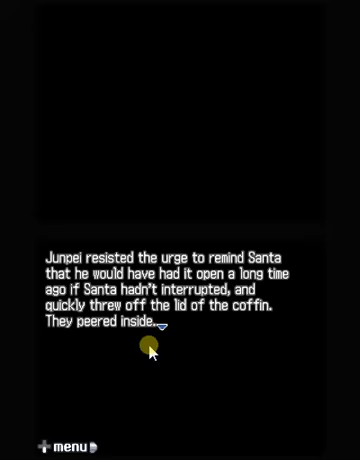 Junpei resisted the urge to remind Santa
that he would have had it open a long time
ago if Santa hadn't interrupted, and
quickly threw off the lid of the coffin.
They peered inside.
menu